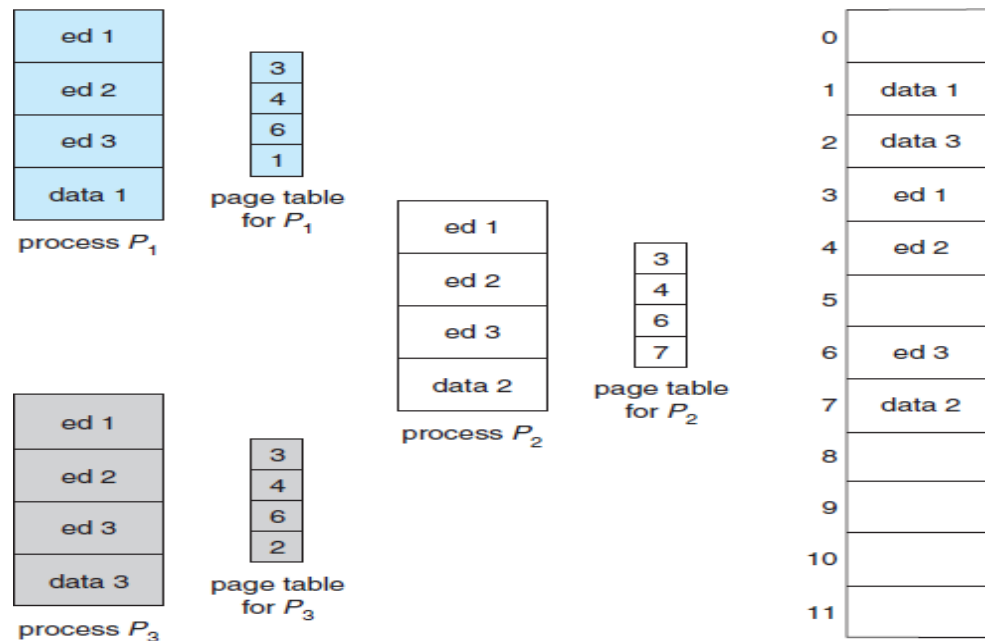 ed 1
ed 2
ed 3
data 1
process P1
3
4
6
1
page table
for P1
ed 1
ed 2
ed 3
data 2
process P2
3
4
6
7
page table
for P2
ed 1
ed 2
ed 3
data 3
process P3
3
4
6
2
page table
for P3
0
1 data 1
2 data 3
3 ed 1
4 ed 2
5
6 ed 3
7 data 2
8
9
10
11